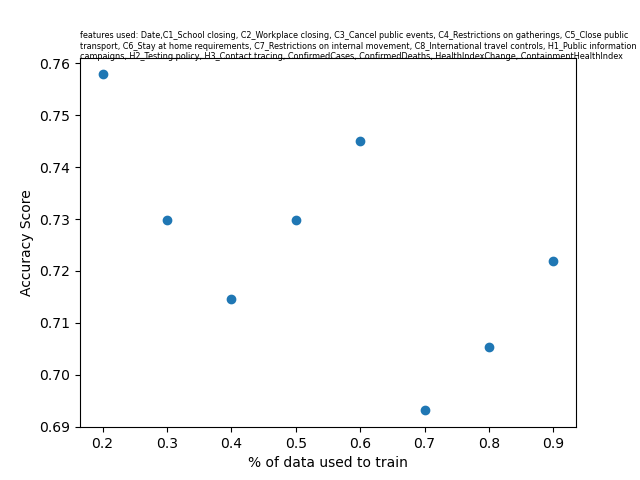 features used: Date,C1_School closing, C2_Workplace closing, C3_Cancel public events, C4_Restrictions on gatherings, C5_Close public
transport, C6_Stay at home requirements, C7_Restrictions on internal movement, C8_International travel controls, H1_Public information
campaigns, H2_Testing policy, H3_Contact tracing, ConfirmedCases, ConfirmedDeaths, HealthIndexChange, ContainmentHealthIndex
0.76
0.75
0.74
0.73
0.72
0.71
0.70
0.69
Accuracy Score
0.2 0.3 0.4 0.5 0.6 0.7 0.8 0.9
% of data used to train